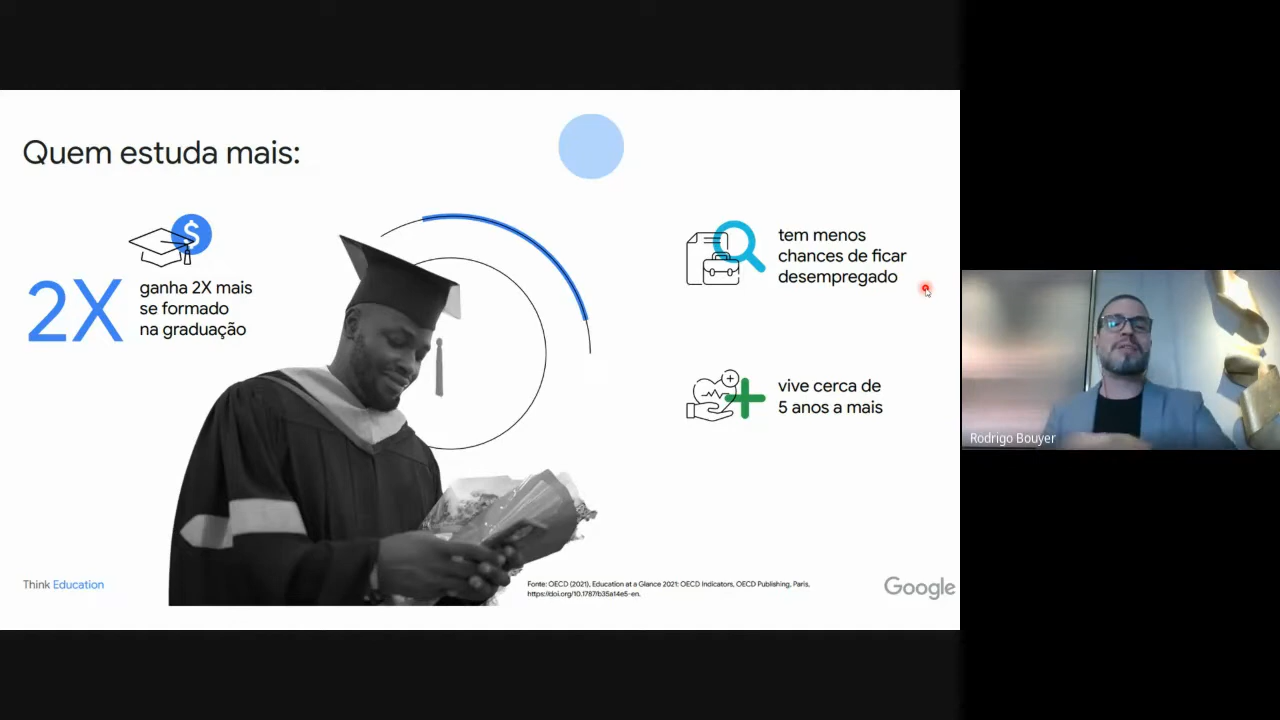 Quem estuda mais:
$
2X
ganha 2X mais
se formado
na graduação
tem menos
chances de ficar
desempregado
vive cerca de
5 anos a mais
Think Education
Fonte: OECD (2021), Education at a Glance 2021: OECD Indicators, OECD Publishing, Paris,
https://doi.org/10.1787/b35a14e5-en.
Google
Rodrigo Bouyer